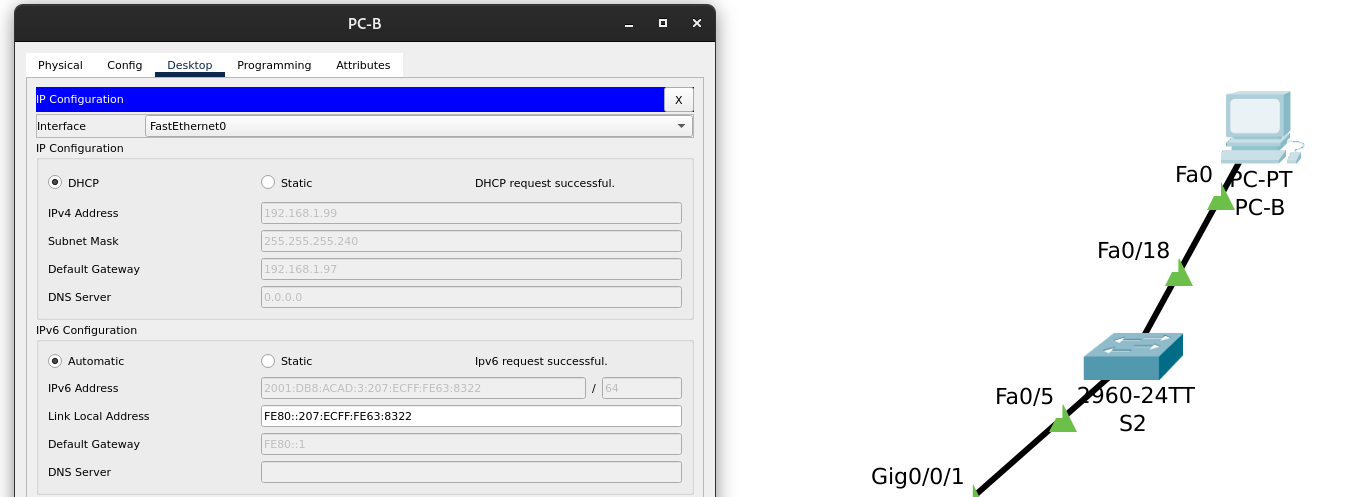 PC-B
Physical Config Desktop Programming Attributes
IP Configuration X
Interface FastEthernet0
IP Configuration
DHCP Static DHCP request successful.
IPv4 Address 192.168.1.99
Subnet Mask 255.255.255.240
Default Gateway 192.168.1.97
DNS Server 0.0.0.0
IPv6 Configuration
Automatic Static Ipv6 request successful.
IPv6 Address 2001:DB8:ACAD:3:207:ECFF:FE63:8322 / 64
Link Local Address FE80::207:ECFF:FE63:8322
Default Gateway FE80::1
DNS Server
Fa0
PC-PT
PC-B
Fa0/18
Fa0/5
2960-24TT
S2
Gig0/0/1